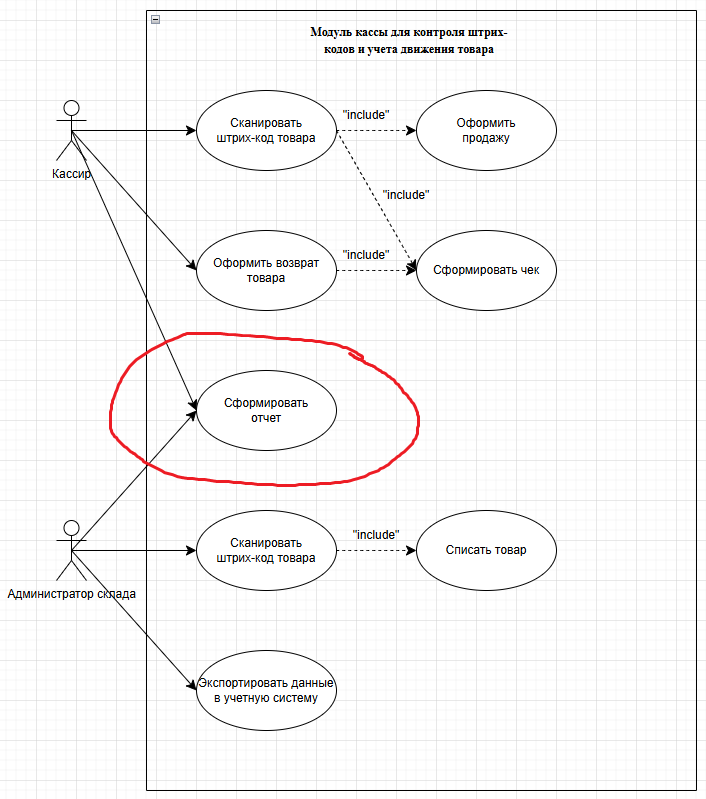 Модуль кассы для контроля штрих-
кодов и учета движения товара
Кассир
Сканировать
штрих-код товара
"include"
Оформить
продажу
"include"
Оформить возврат
товара
"include"
Сформировать чек
Сформировать
отчет
Администратор склада
Сканировать
штрих-код товара
"include"
Списать товар
Экспортировать данные
в учетную систему